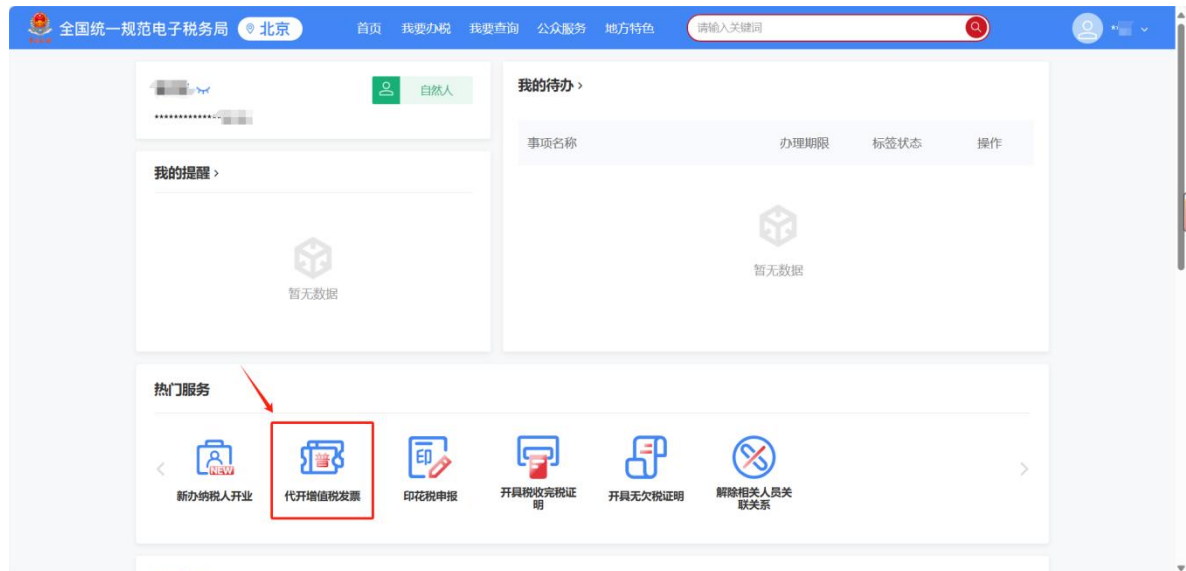 全国统一规范电子税务局 北京 首页 我要办税 我要查询 公众服务 地方特色 请输入关键词
自然人
我的待办 >
事项名称 办理期限 标签状态 操作
我的提醒 >
暂无数据
暂无数据
热门服务
NEW 普 印
新办纳税人开业 代开增值税发票 印花税申报 开具税收完税证明 开具无欠税证明 解除相关人员关联关系